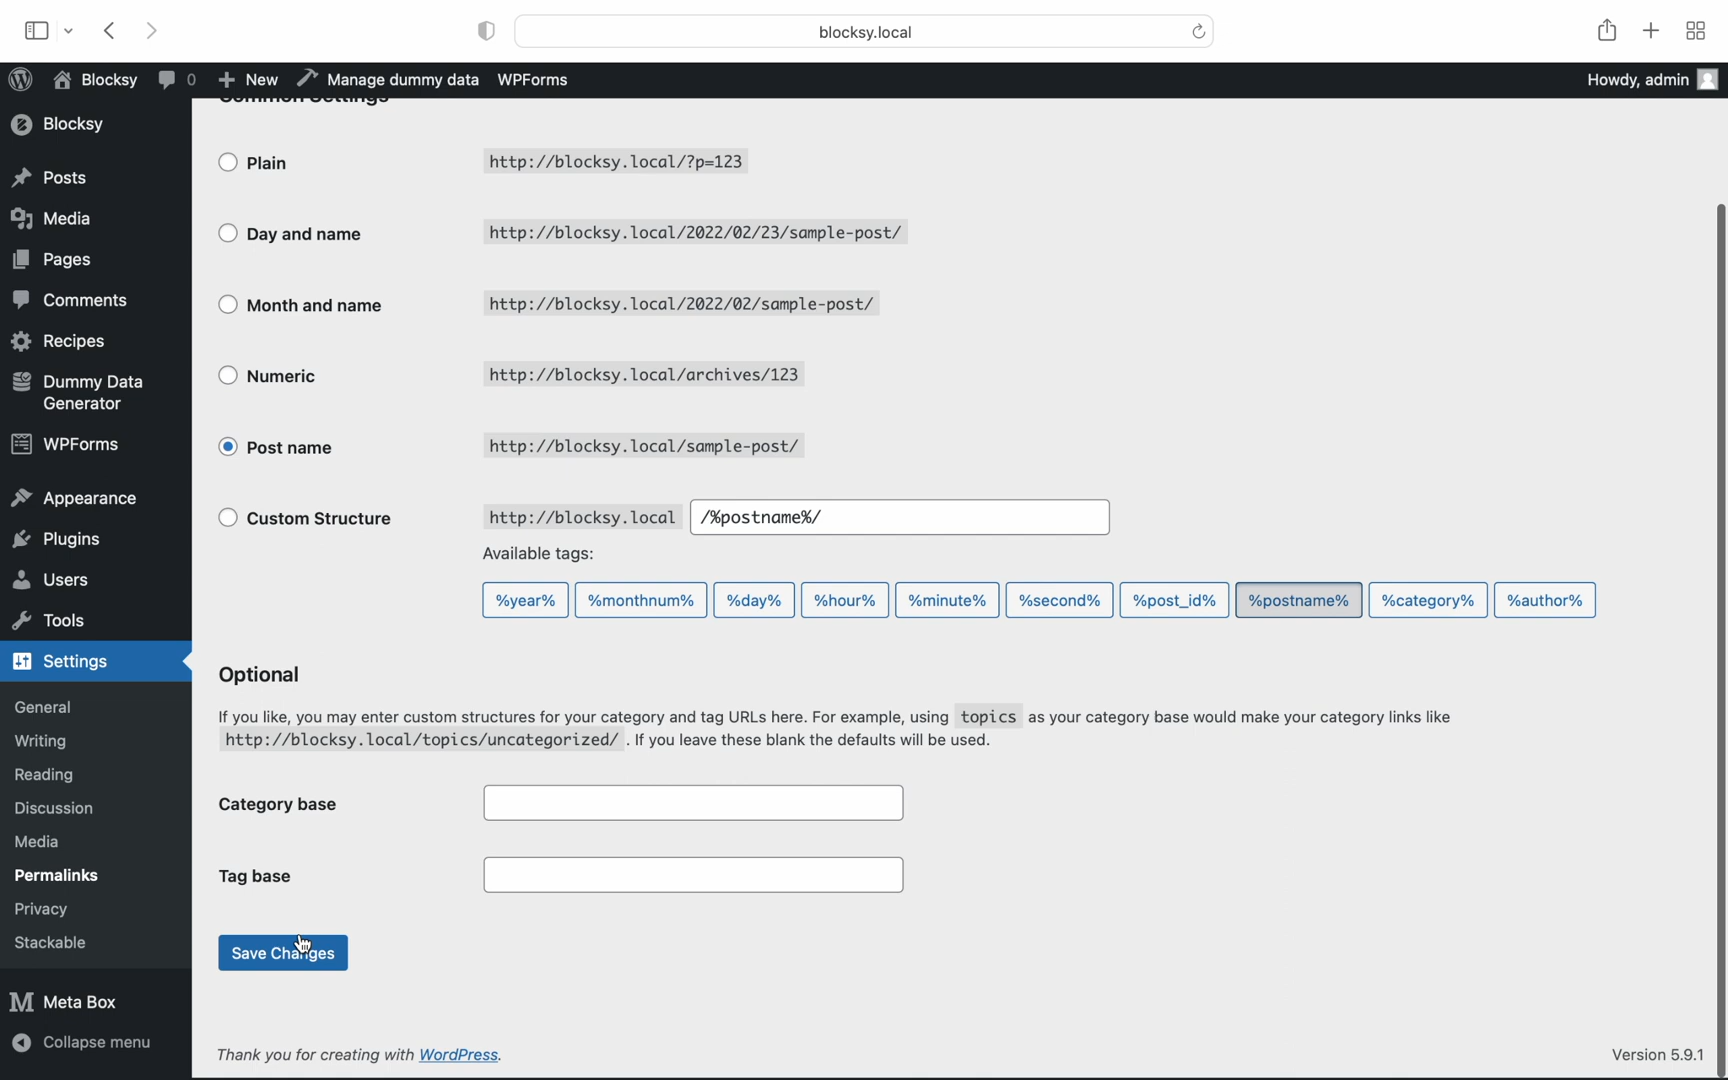 blocksy.local
Blocksy 0 New Manage dummy data WPForms Howdy, admin
Common Settings
Blocksy
Posts
Media
Pages
Comments
Recipes
Dummy Data
Generator
WPForms
Appearance
Plugins
Users
Tools
Settings
General
Writing
Reading
Discussion
Media
Permalinks
Privacy
Stackable
Meta Box
Collapse menu
Plain http://blocksy.local/?p=123
Day and name http://blocksy.local/2022/02/23/sample-post/
Month and name http://blocksy.local/2022/02/sample-post/
Numeric http://blocksy.local/archives/123
Post name http://blocksy.local/sample-post/
Custom Structure http://blocksy.local /%postname%/
Available tags:
%year% %monthnum% %day% %hour% %minute% %second% %post_id% %postname% %category% %author%
Optional
If you like, you may enter custom structures for your category and tag URLs here. For example, using topics as your category base would make your category links like
http://blocksy.local/topics/uncategorized/ . If you leave these blank the defaults will be used.
Category base
Tag base
Save Changes
Thank you for creating with WordPress.
Version 5.9.1